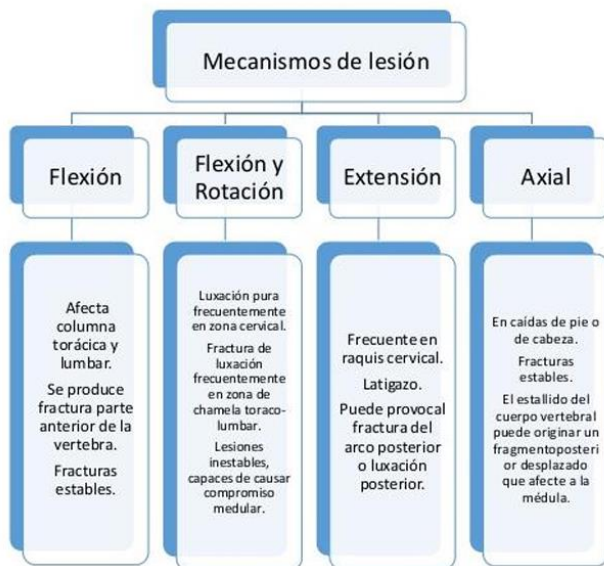 Mecanismos de lesión
Flexión
Flexión y
Rotación
Extensión
Axial
Afecta
columna
torácica y
lumbar.
Se produce
fractura parte
anterior de la
vertebra.
Fracturas
estables.
Luxación pura
frecuentemente
en zona cervical.
Fractura de
luxación
frecuentemente
en zona de
chamela toraco-
lumbar.
Lesiones
inestables,
capaces de causar
compromiso
medular.
Frecuente en
raquis cervical.
Latigazo.
Puede provocal
fractura del
arco posterior
o luxación
posterior.
En caídas de pie o
de cabeza.
Fracturas
estables.
El estallido del
cuerpo vertebral
puede originar un
fragmentoposteri
or desplazado
que afecte a la
médula.